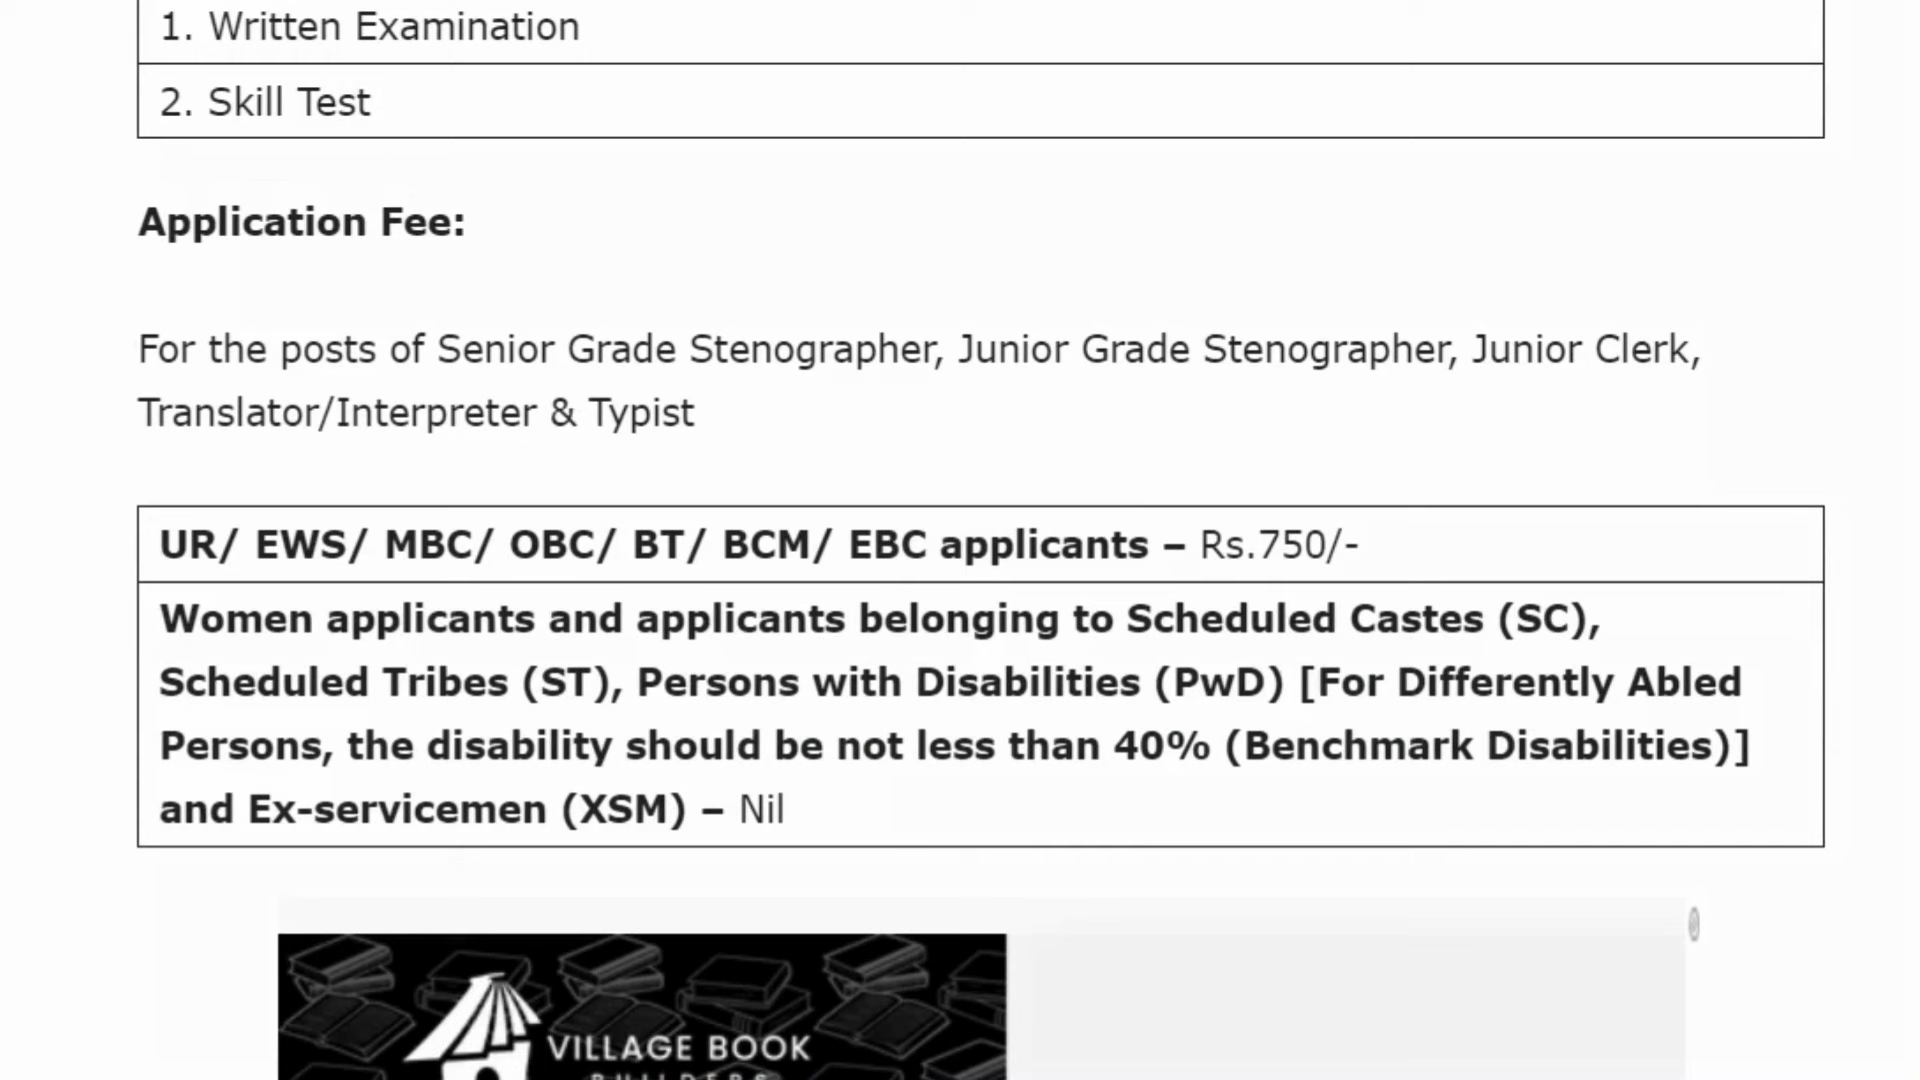 1. Written Examination
2. Skill Test
Application Fee:
For the posts of Senior Grade Stenographer, Junior Grade Stenographer, Junior Clerk,
Translator/Interpreter & Typist
UR/ EWS/ MBC/ OBC/ BT/ BCM/ EBC applicants – Rs.750/-
Women applicants and applicants belonging to Scheduled Castes (SC),
Scheduled Tribes (ST), Persons with Disabilities (PwD) [For Differently Abled
Persons, the disability should be not less than 40% (Benchmark Disabilities)]
and Ex-servicemen (XSM) – Nil
VILLAGE BOOK
BUILDERS